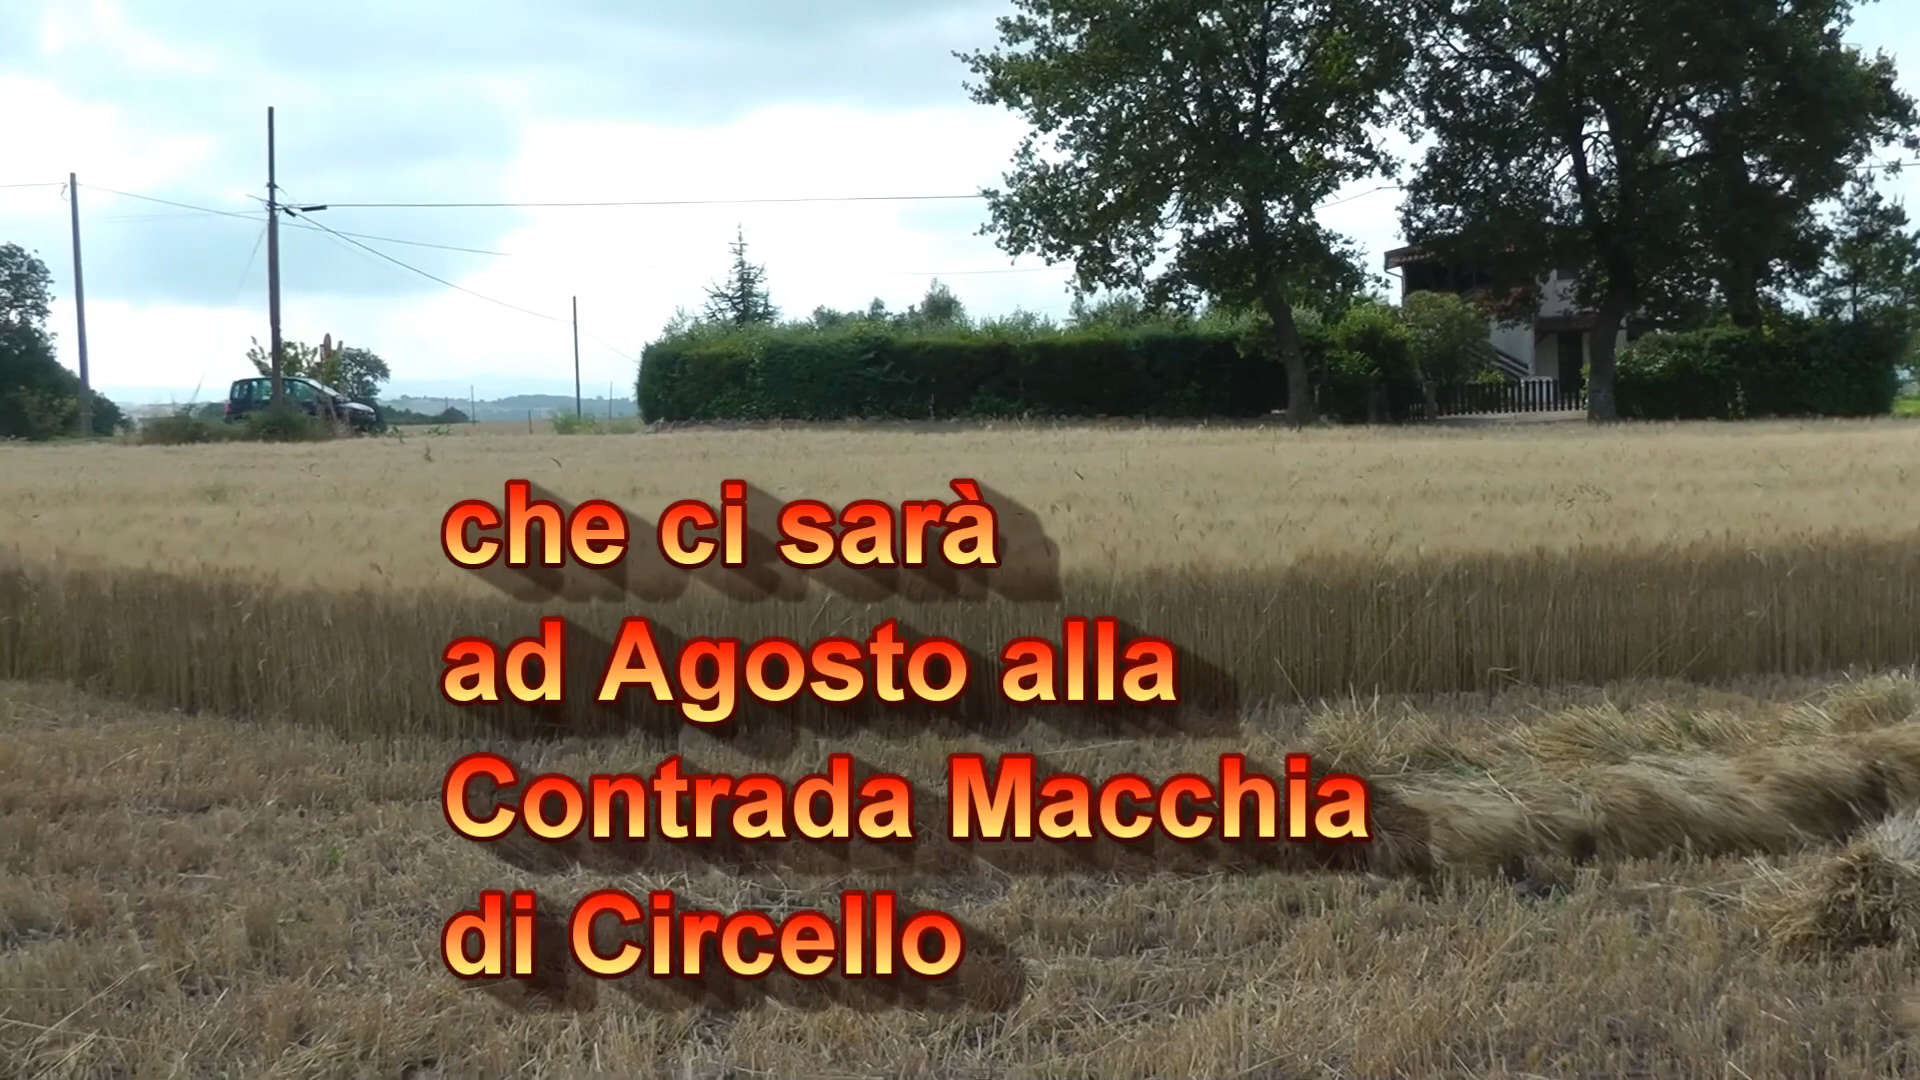 che ci sarà
ad Agosto alla
Contrada Macchia
di Circello